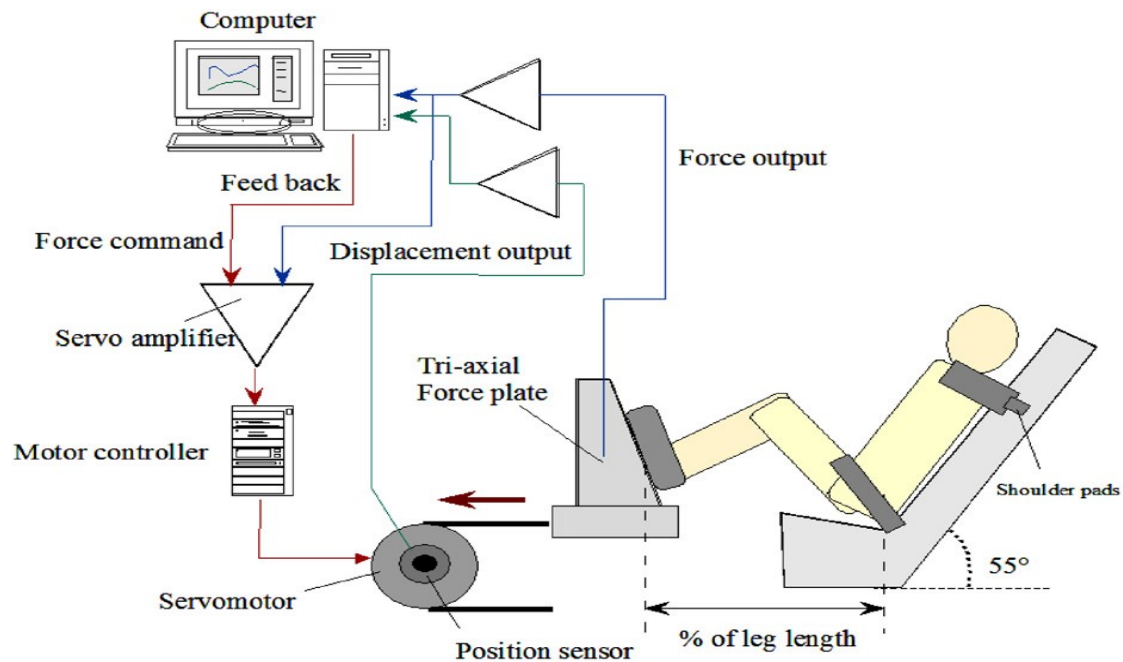 Computer
Force output
Feed back
Force command
Displacement output
Servo amplifier
Tri-axial
Force plate
Motor controller
Shoulder pads
55°
Servomotor
% of leg length
Position sensor